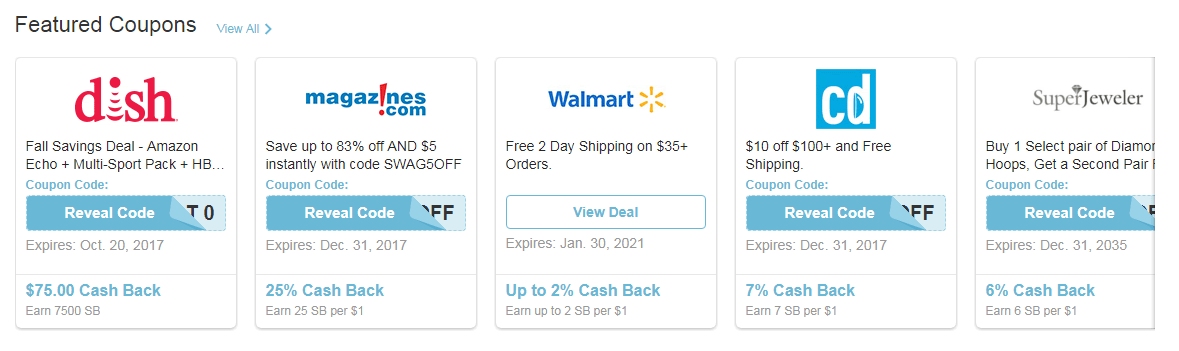 Featured Coupons View All
dish
Fall Savings Deal - Amazon
Echo + Multi-Sport Pack + HB...
Coupon Code:
Reveal Code T 0
Expires: Oct. 20, 2017
$75.00 Cash Back
Earn 7500 SB
magaz!nes
.com
Save up to 83% off AND $5
instantly with code SWAG5OFF
Coupon Code:
Reveal Code OFF
Expires: Dec. 31, 2017
25% Cash Back
Earn 25 SB per $1
Walmart
Free 2 Day Shipping on $35+
Orders.
View Deal
Expires: Jan. 30, 2021
Up to 2% Cash Back
Earn up to 2 SB per $1
cd
$10 off $100+ and Free
Shipping.
Coupon Code:
Reveal Code OFF
Expires: Dec. 31, 2017
7% Cash Back
Earn 7 SB per $1
SuperJeweler
Buy 1 Select pair of Diamon
Hoops, Get a Second Pair
Coupon Code:
Reveal Code
Expires: Dec. 31, 2035
6% Cash Back
Earn 6 SB per $1